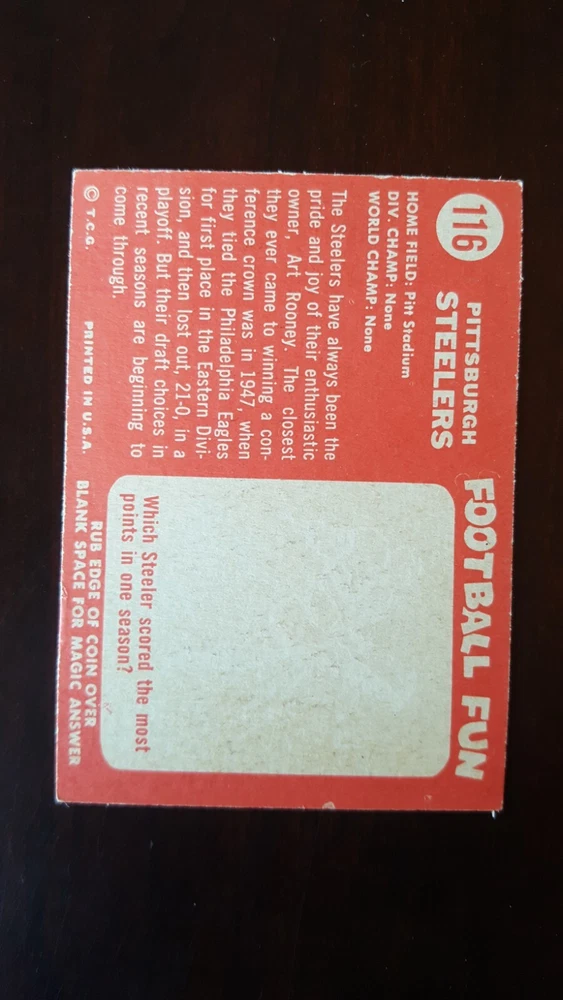 116
PITTSBURGH
STEELERS
HOME FIELD: Pitt Stadium
DIV. CHAMP: None
WORLD CHAMP: None
The Steelers have always been the
pride and joy of their enthusiastic
owner, Art Rooney. The closest
they ever came to winning a con-
ference crown was in 1947, when
they tied the Philadelphia Eagles
for first place in the Eastern Divi-
sion, and then lost out, 21-0, in a
playoff. But their draft choices in
recent seasons are beginning to
come through.
© T.C.G. PRINTED IN U.S.A.
FOOTBALL FUN
Which Steeler scored the most
points in one season?
RUB EDGE OF COIN OVER
BLANK SPACE FOR MAGIC ANSWER